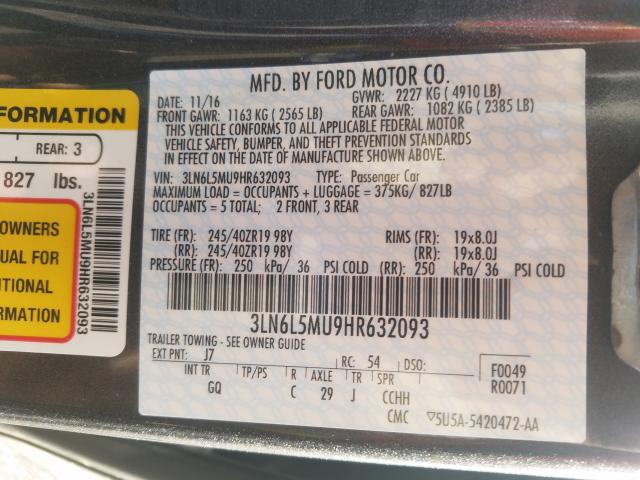 FORMATION
REAR: 3
827 lbs.
OWNERS
UAL FOR
ITIONAL
FORMATION
3LN6L5MU9HR632093
MFD. BY FORD MOTOR CO.
DATE: 11/16 GVWR: 2227 KG ( 4910 LB)
FRONT GAWR: 1163 KG ( 2565 LB) REAR GAWR: 1082 KG ( 2385 LB)
THIS VEHICLE CONFORMS TO ALL APPLICABLE FEDERAL MOTOR
VEHICLE SAFETY, BUMPER, AND THEFT PREVENTION STANDARDS
IN EFFECT ON THE DATE OF MANUFACTURE SHOWN ABOVE.
VIN: 3LN6L5MU9HR632093 TYPE: Passenger Car
MAXIMUM LOAD = OCCUPANTS + LUGGAGE = 375KG/ 827LB
OCCUPANTS = 5 TOTAL; 2 FRONT, 3 REAR
TIRE (FR): 245/40ZR19 98Y RIMS (FR): 19x8.0J
(RR): 245/40ZR19 98Y (RR): 19x8.0J
PRESSURE (FR): 250 kPa/ 36 PSI COLD (RR): 250 kPa/ 36 PSI COLD
3LN6L5MU9HR632093
TRAILER TOWING - SEE OWNER GUIDE
EXT PNT: J7 RC: 54 DSO: F0049
INT TR TP/PS R AXLE TR SPR R0071
GQ C 29 J CCHH
CMC ▽5U5A-5420472-AA